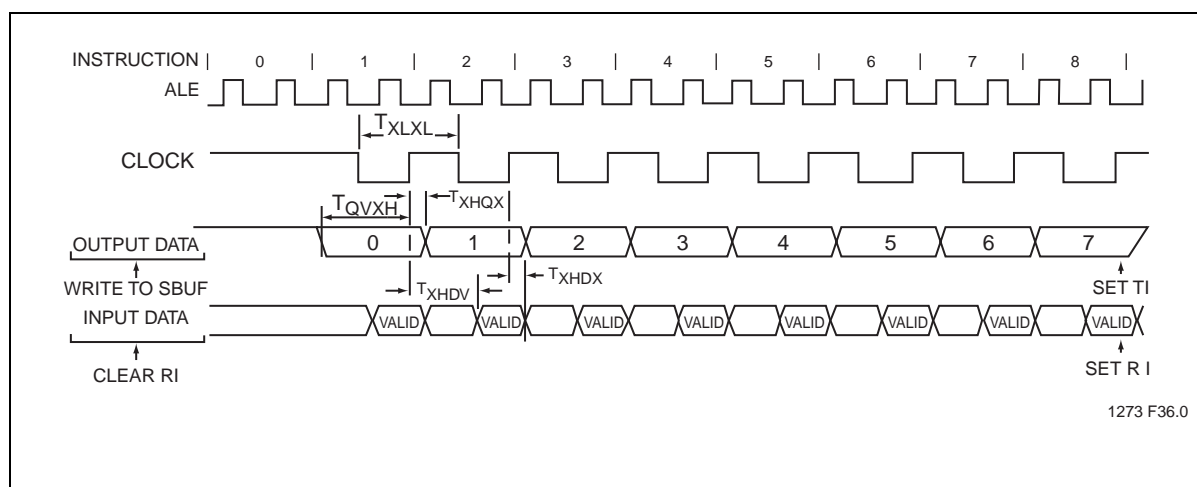 INSTRUCTION | 0 | 1 | 2 | 3 | 4 | 5 | 6 | 7 | 8 |
ALE
TXLXL
CLOCK
TQVXH
TXHQX
OUTPUT DATA
0 1 2 3 4 5 6 7
WRITE TO SBUF
TXHDV
TXHDX
SET TI
INPUT DATA
VALID VALID VALID VALID VALID VALID VALID VALID
CLEAR RI
SET R I
1273 F36.0